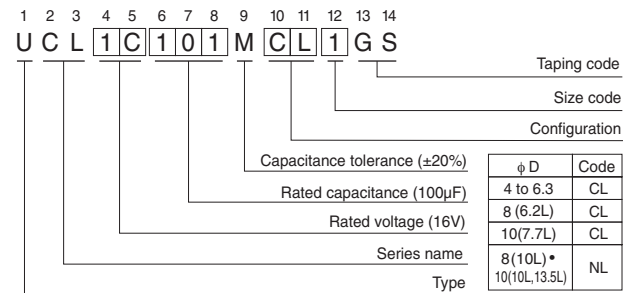 1 2 3 4 5 6 7 8 9 10 11 12 13 14
U C L 1 C 1 0 1 M C L 1 G S
Taping code
Size code
Configuration
Capacitance tolerance (±20%)
Rated capacitance (100µF)
Rated voltage (16V)
Series name
Type
ϕ D Code
4 to 6.3 CL
8 (6.2L) CL
10(7.7L) CL
8(10L) • NL
10(10L,13.5L)